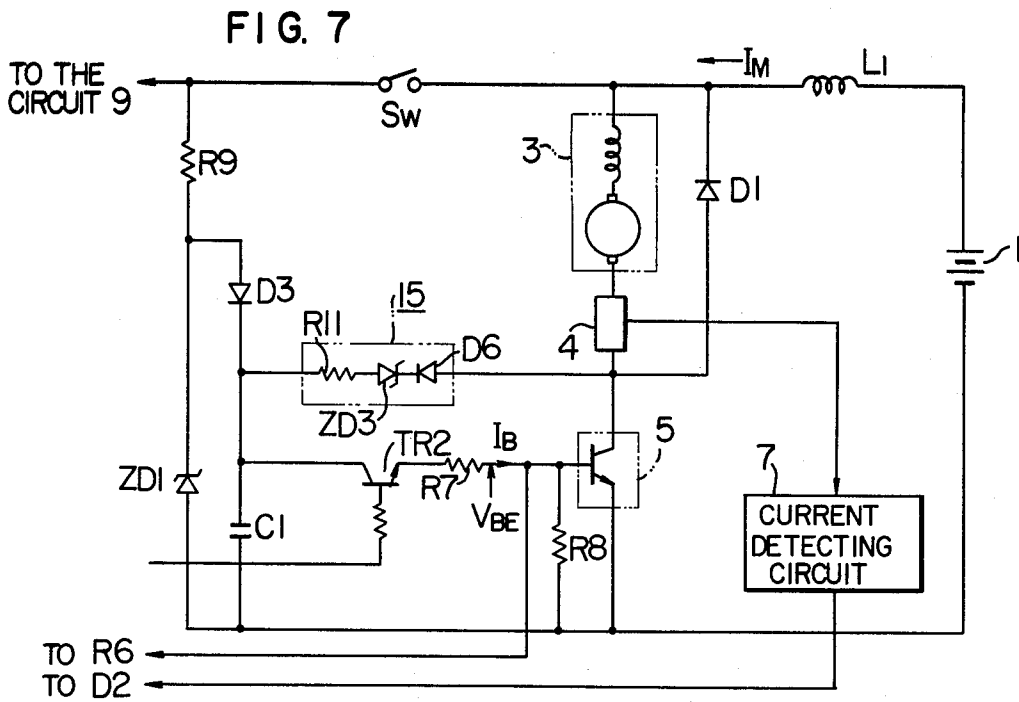 FIG. 7
TO THE
CIRCUIT 9
SW
IM
L1
R9
3
D1
1
D3
15
R11
D6
4
ZD3
TR2
IB
5
ZD1
R7
7
VBE
C1
R8
CURRENT
DETECTING
CIRCUIT
TO R6
TO D2